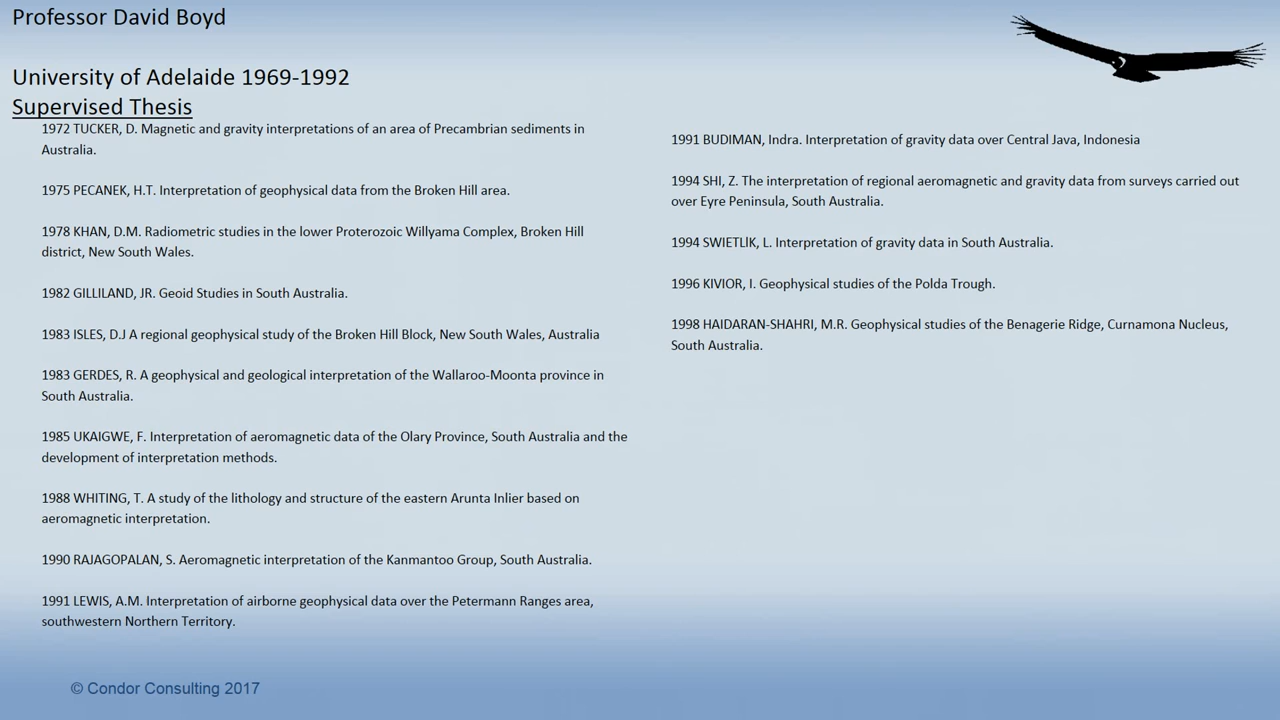 Professor David Boyd
University of Adelaide 1969-1992
Supervised Thesis
1972 TUCKER, D. Magnetic and gravity interpretations of an area of Precambrian sediments in
Australia.
1975 PECANEK, H.T. Interpretation of geophysical data from the Broken Hill area.
1978 KHAN, D.M. Radiometric studies in the lower Proterozoic Willyama Complex, Broken Hill
district, New South Wales.
1982 GILLILAND, JR. Geoid Studies in South Australia.
1983 ISLES, D.J A regional geophysical study of the Broken Hill Block, New South Wales, Australia
1983 GERDES, R. A geophysical and geological interpretation of the Wallaroo-Moonta province in
South Australia.
1985 UKAIGWE, F. Interpretation of aeromagnetic data of the Olary Province, South Australia and the
development of interpretation methods.
1988 WHITING, T. A study of the lithology and structure of the eastern Arunta Inlier based on
aeromagnetic interpretation.
1990 RAJAGOPALAN, S. Aeromagnetic interpretation of the Kanmantoo Group, South Australia.
1991 LEWIS, A.M. Interpretation of airborne geophysical data over the Petermann Ranges area,
southwestern Northern Territory.
1991 BUDIMAN, Indra. Interpretation of gravity data over Central Java, Indonesia
1994 SHI, Z. The interpretation of regional aeromagnetic and gravity data from surveys carried out
over Eyre Peninsula, South Australia.
1994 SWIETLlK, L. Interpretation of gravity data in South Australia.
1996 KIVIOR, I. Geophysical studies of the Polda Trough.
1998 HAIDARAN-SHAHRI, M.R. Geophysical studies of the Benagerie Ridge, Curnamona Nucleus,
South Australia.
© Condor Consulting 2017